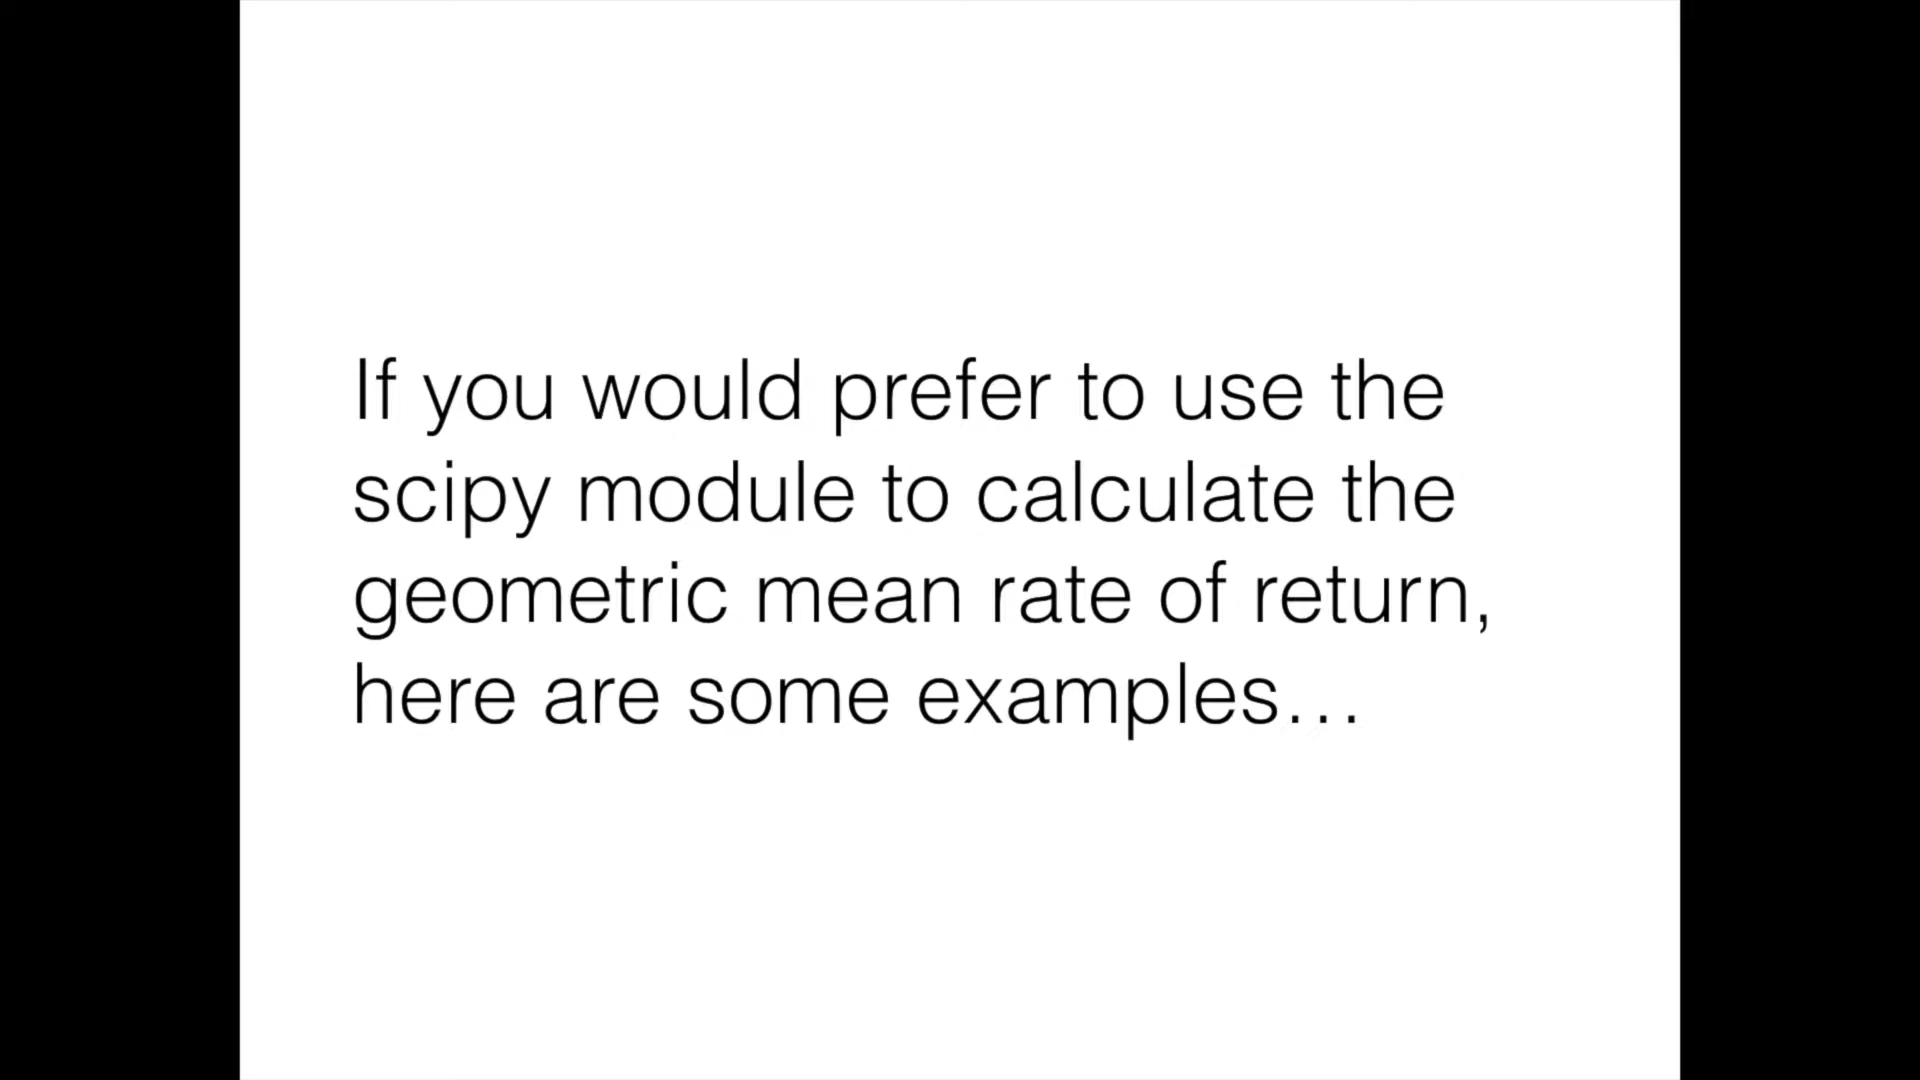 If you would prefer to use the
scipy module to calculate the
geometric mean rate of return,
here are some examples…